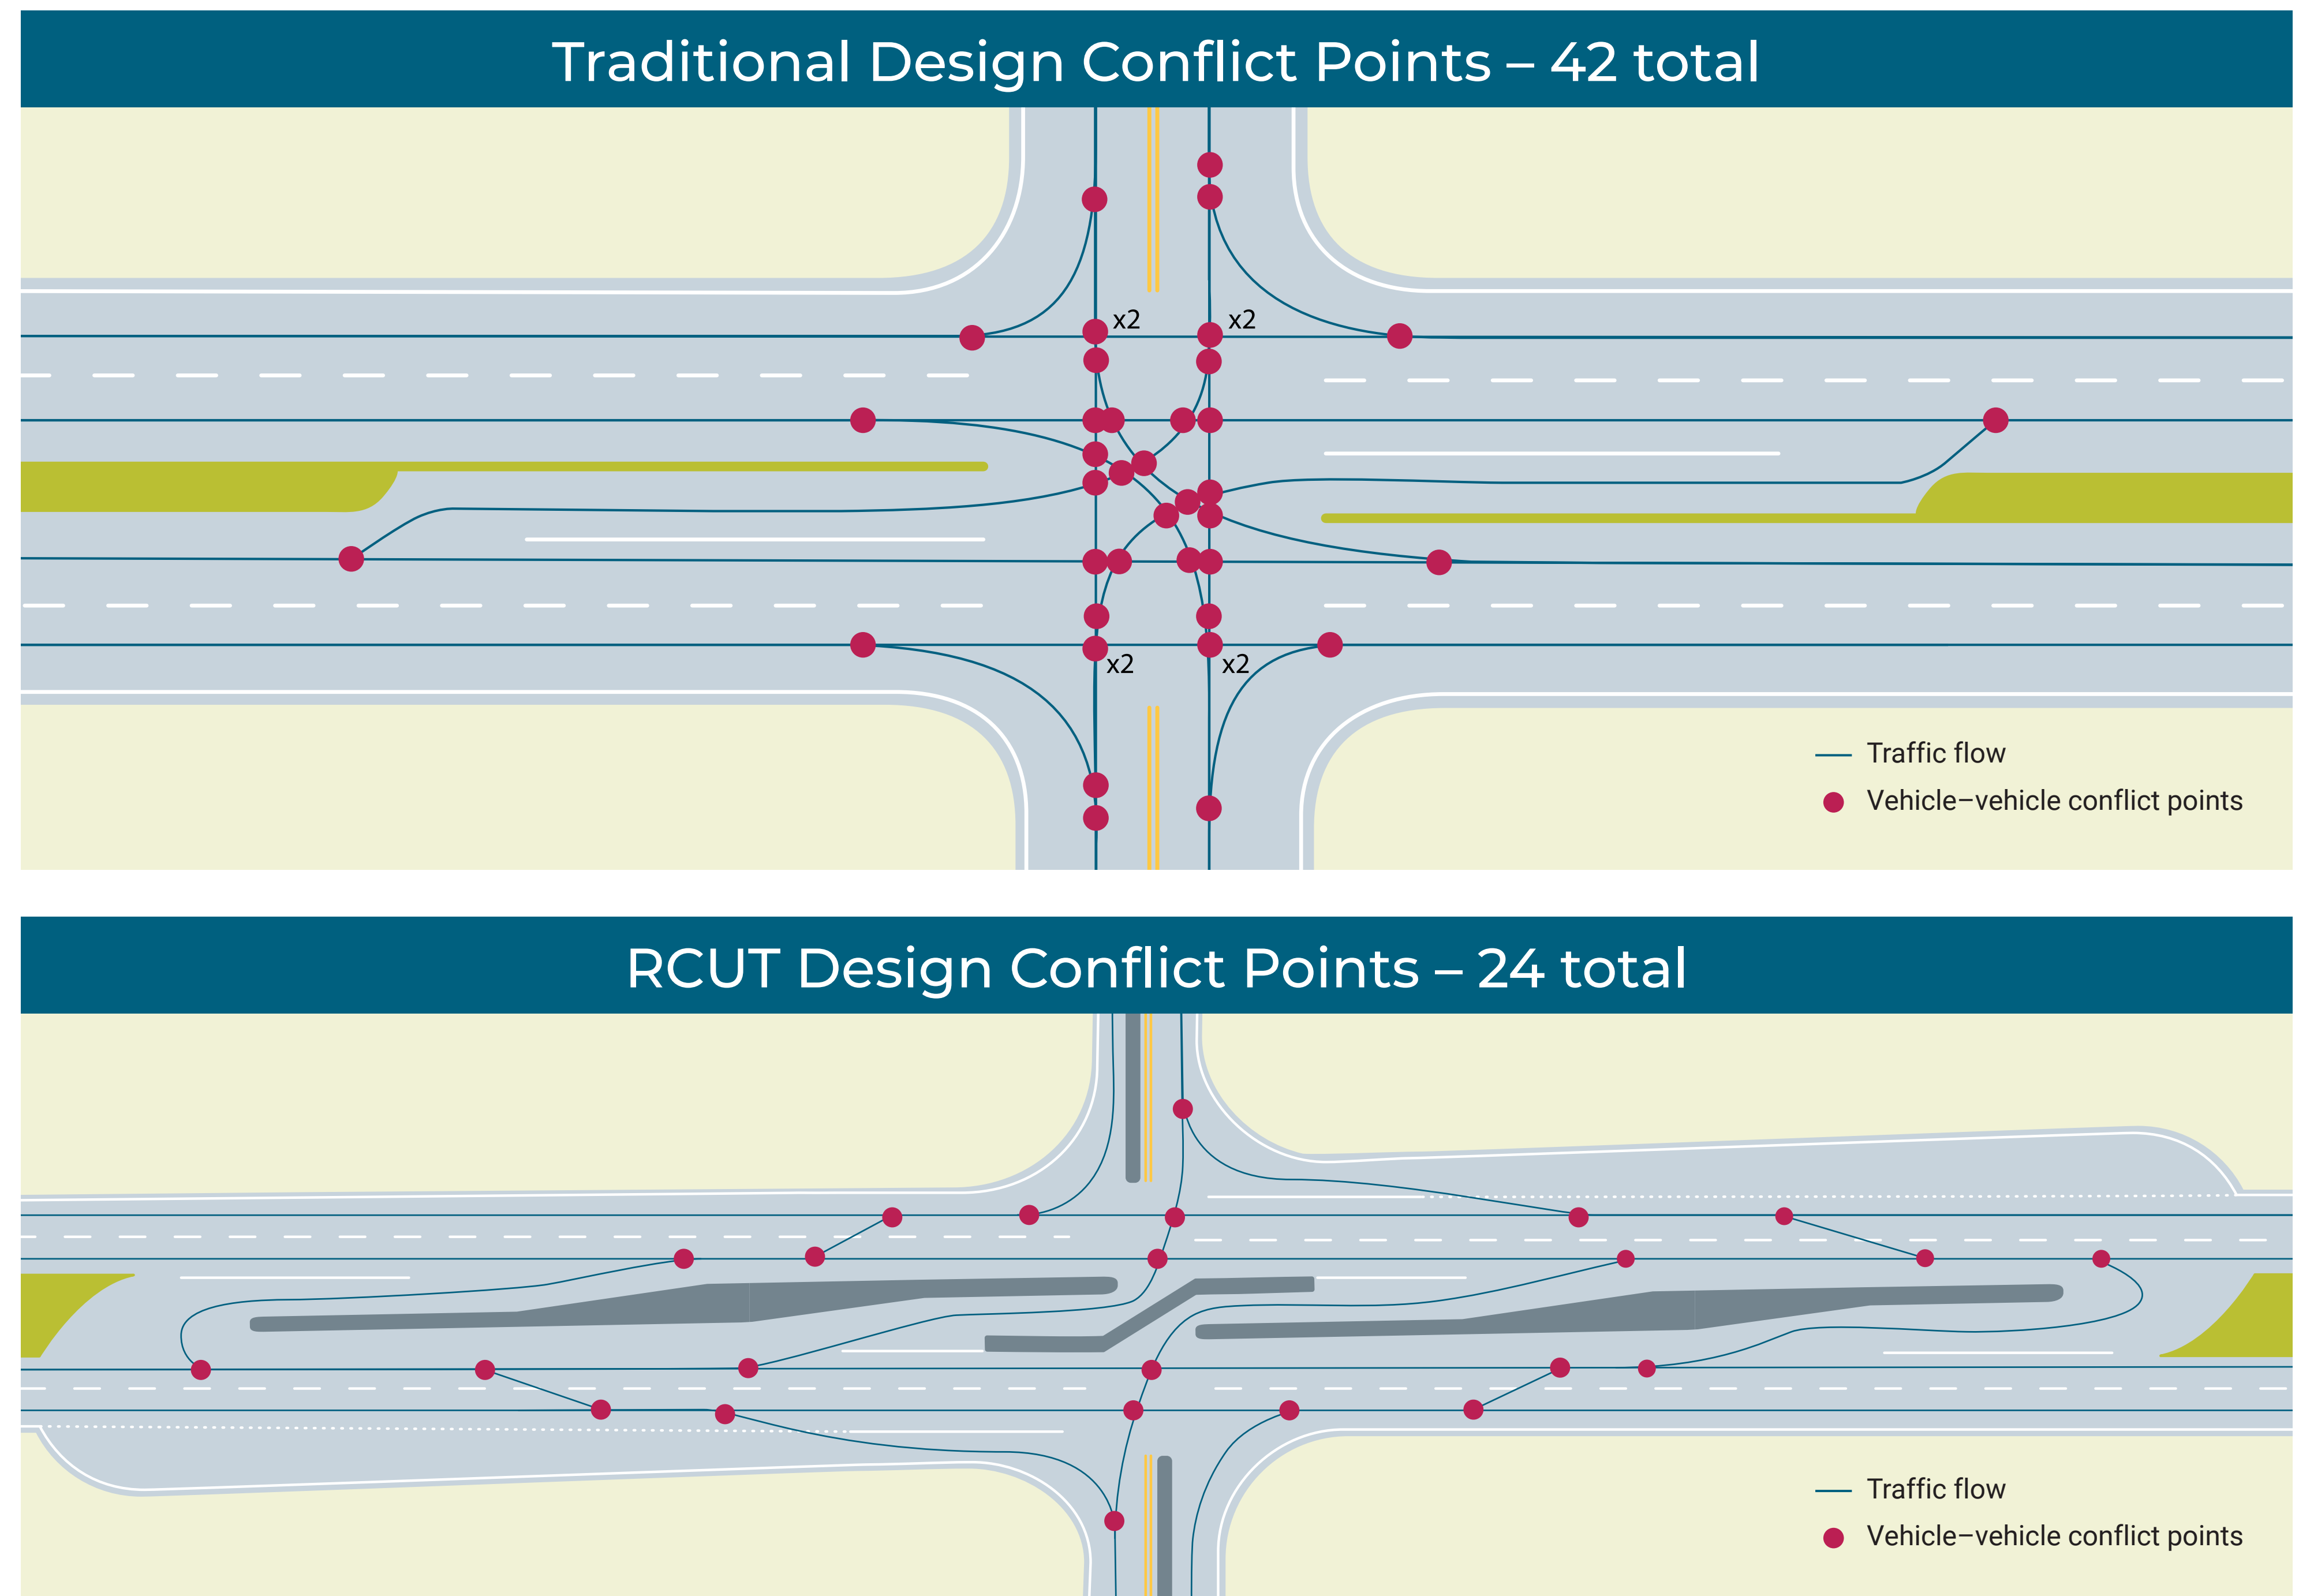 Traditional Design Conflict Points – 42 total
x2 x2
x2 x2
Traffic flow
Vehicle–vehicle conflict points
RCUT Design Conflict Points – 24 total
Traffic flow
Vehicle–vehicle conflict points